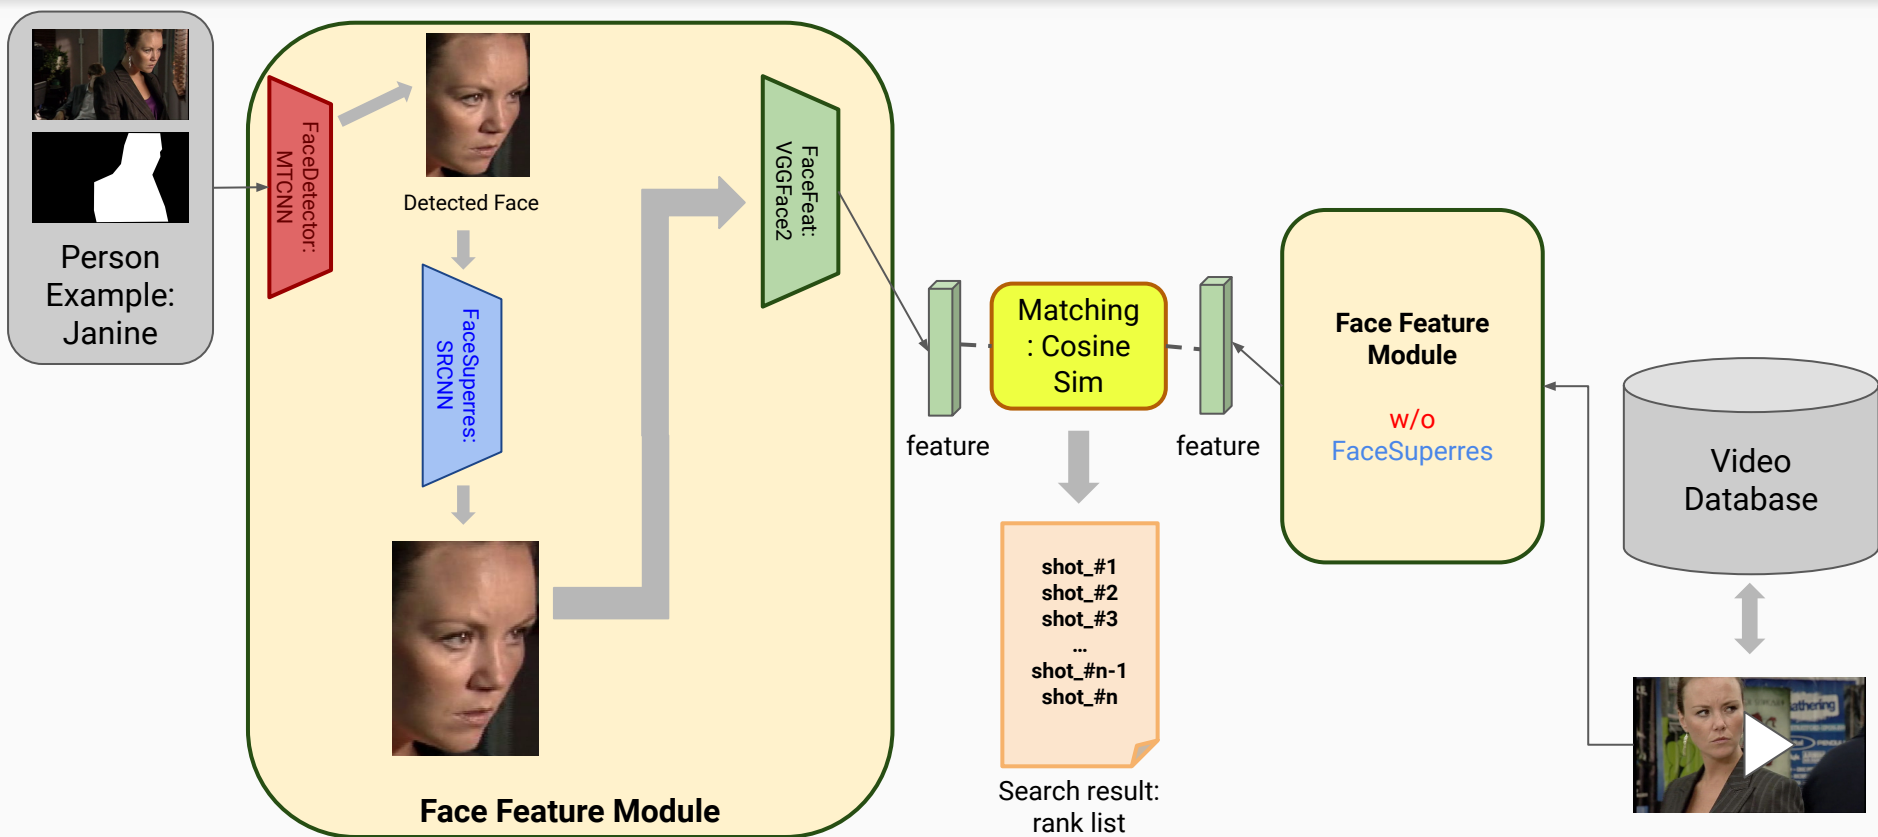 Person
Example:
Janine
FaceDetector:
MTCNN
Detected Face
FaceSuperres:
SRCNN
FaceFeat:
VGGFace2
Face Feature Module
feature
Matching
: Cosine
Sim
feature
shot_#1
shot_#2
shot_#3
...
shot_#n-1
shot_#n
Search result:
rank list
Face Feature
Module
w/o
FaceSuperres
Video
Database
athering